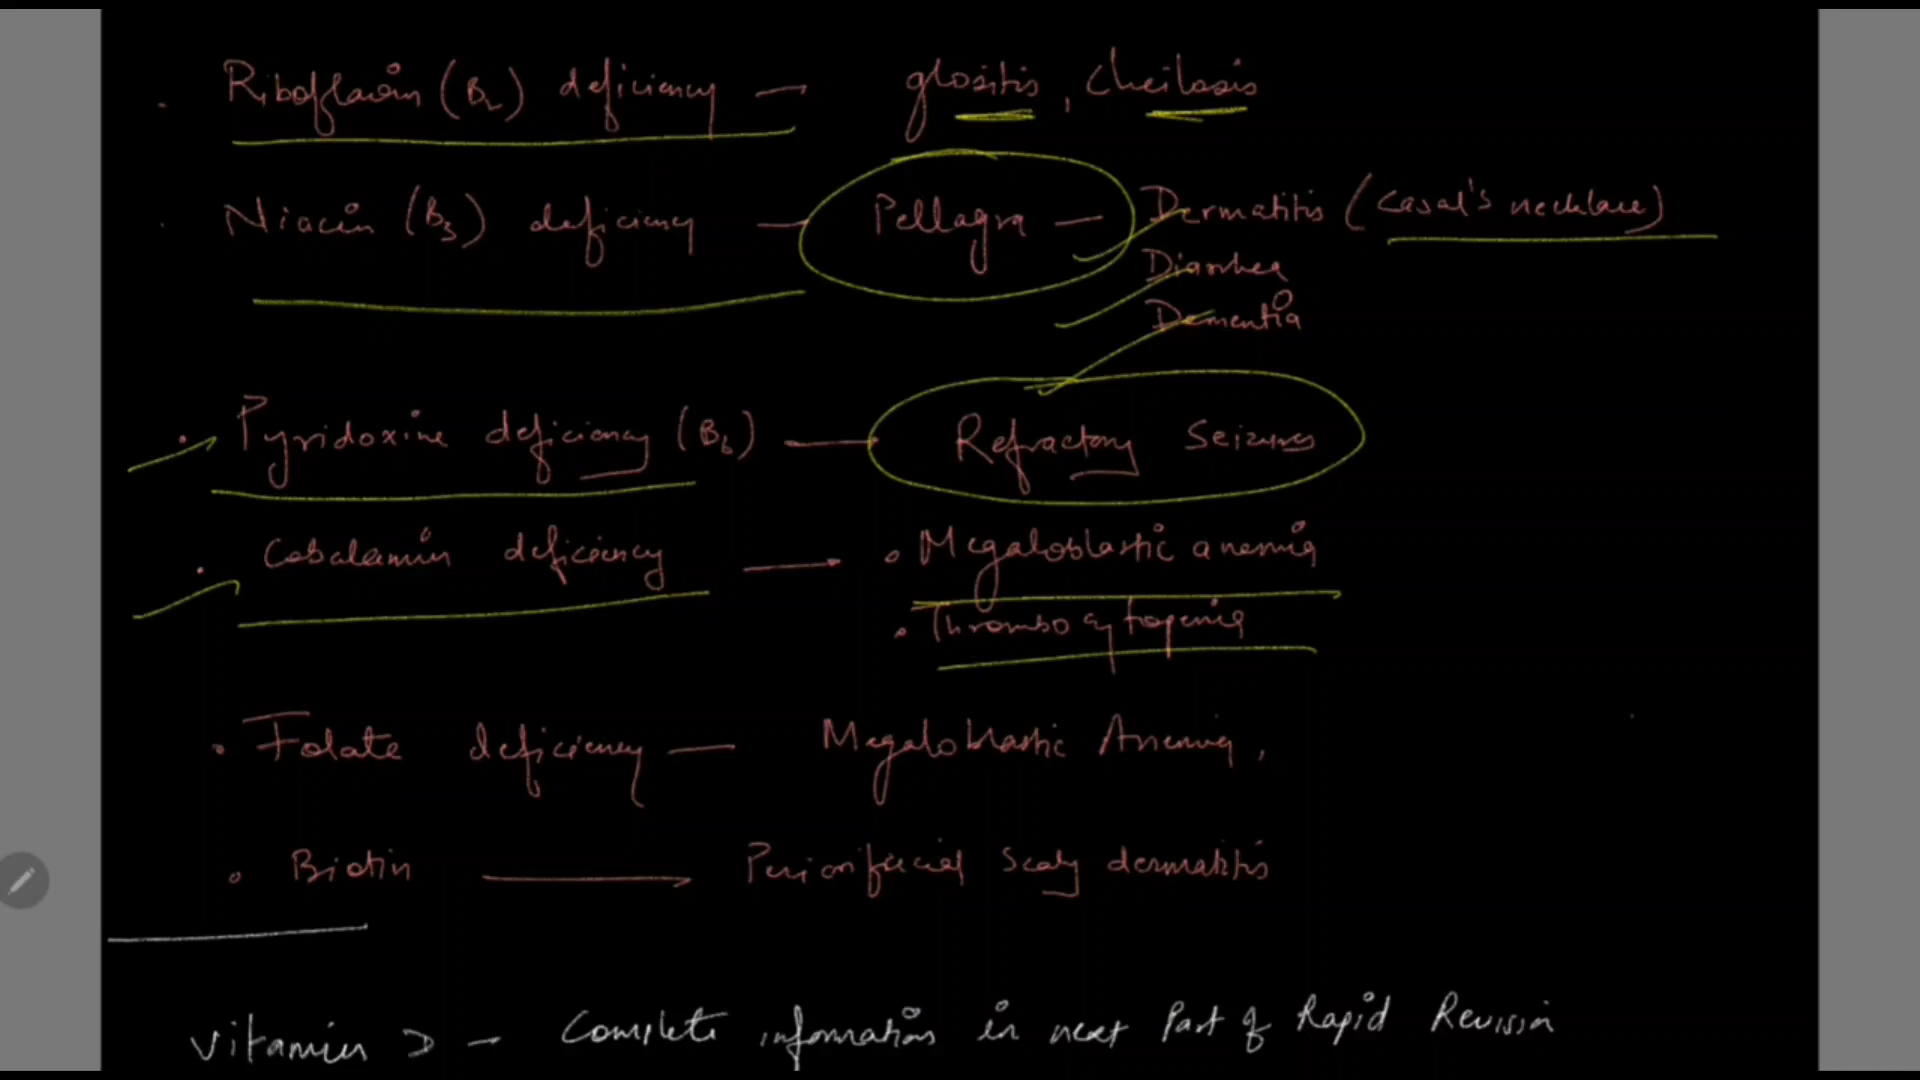 Riboflavin (B2) deficiency — glositis, Cheilosis
Niacin (B3) deficiency — Pellagra — Dermatitis (Casal's necklace)
Diarrhea
Dementia
Pyridoxine deficiency (B6) — Refractory Seizures
Cobalamin deficiency → • Megaloblastic anemia
• Thrombocytopenia
• Folate deficiency — Megaloblastic Anemia,
• Biotin → Periorificial Scaly dermatitis
Vitamin D - Complete information in next Part of Rapid Revision